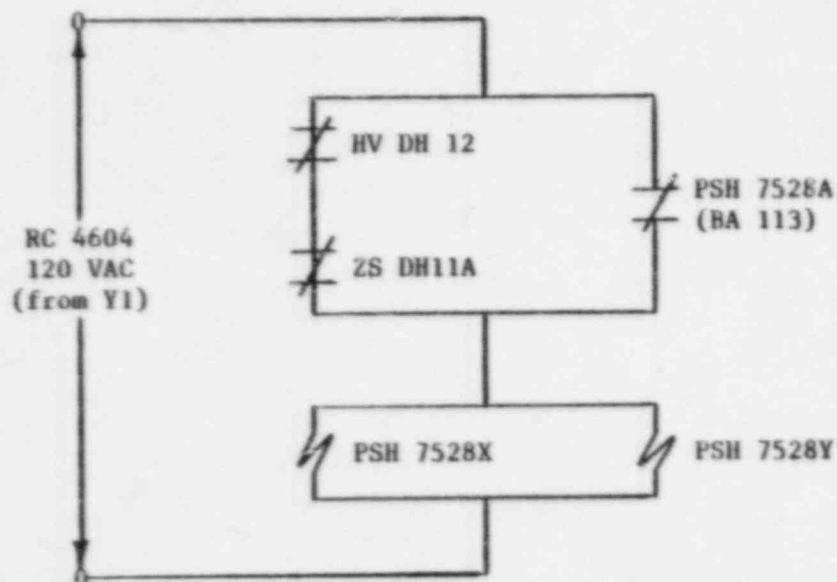 HV DH 12
PSH 7528A
(BA 113)
RC 4604
120 VAC
(from Y1)
ZS DH11A
PSH 7528X
PSH 7528Y